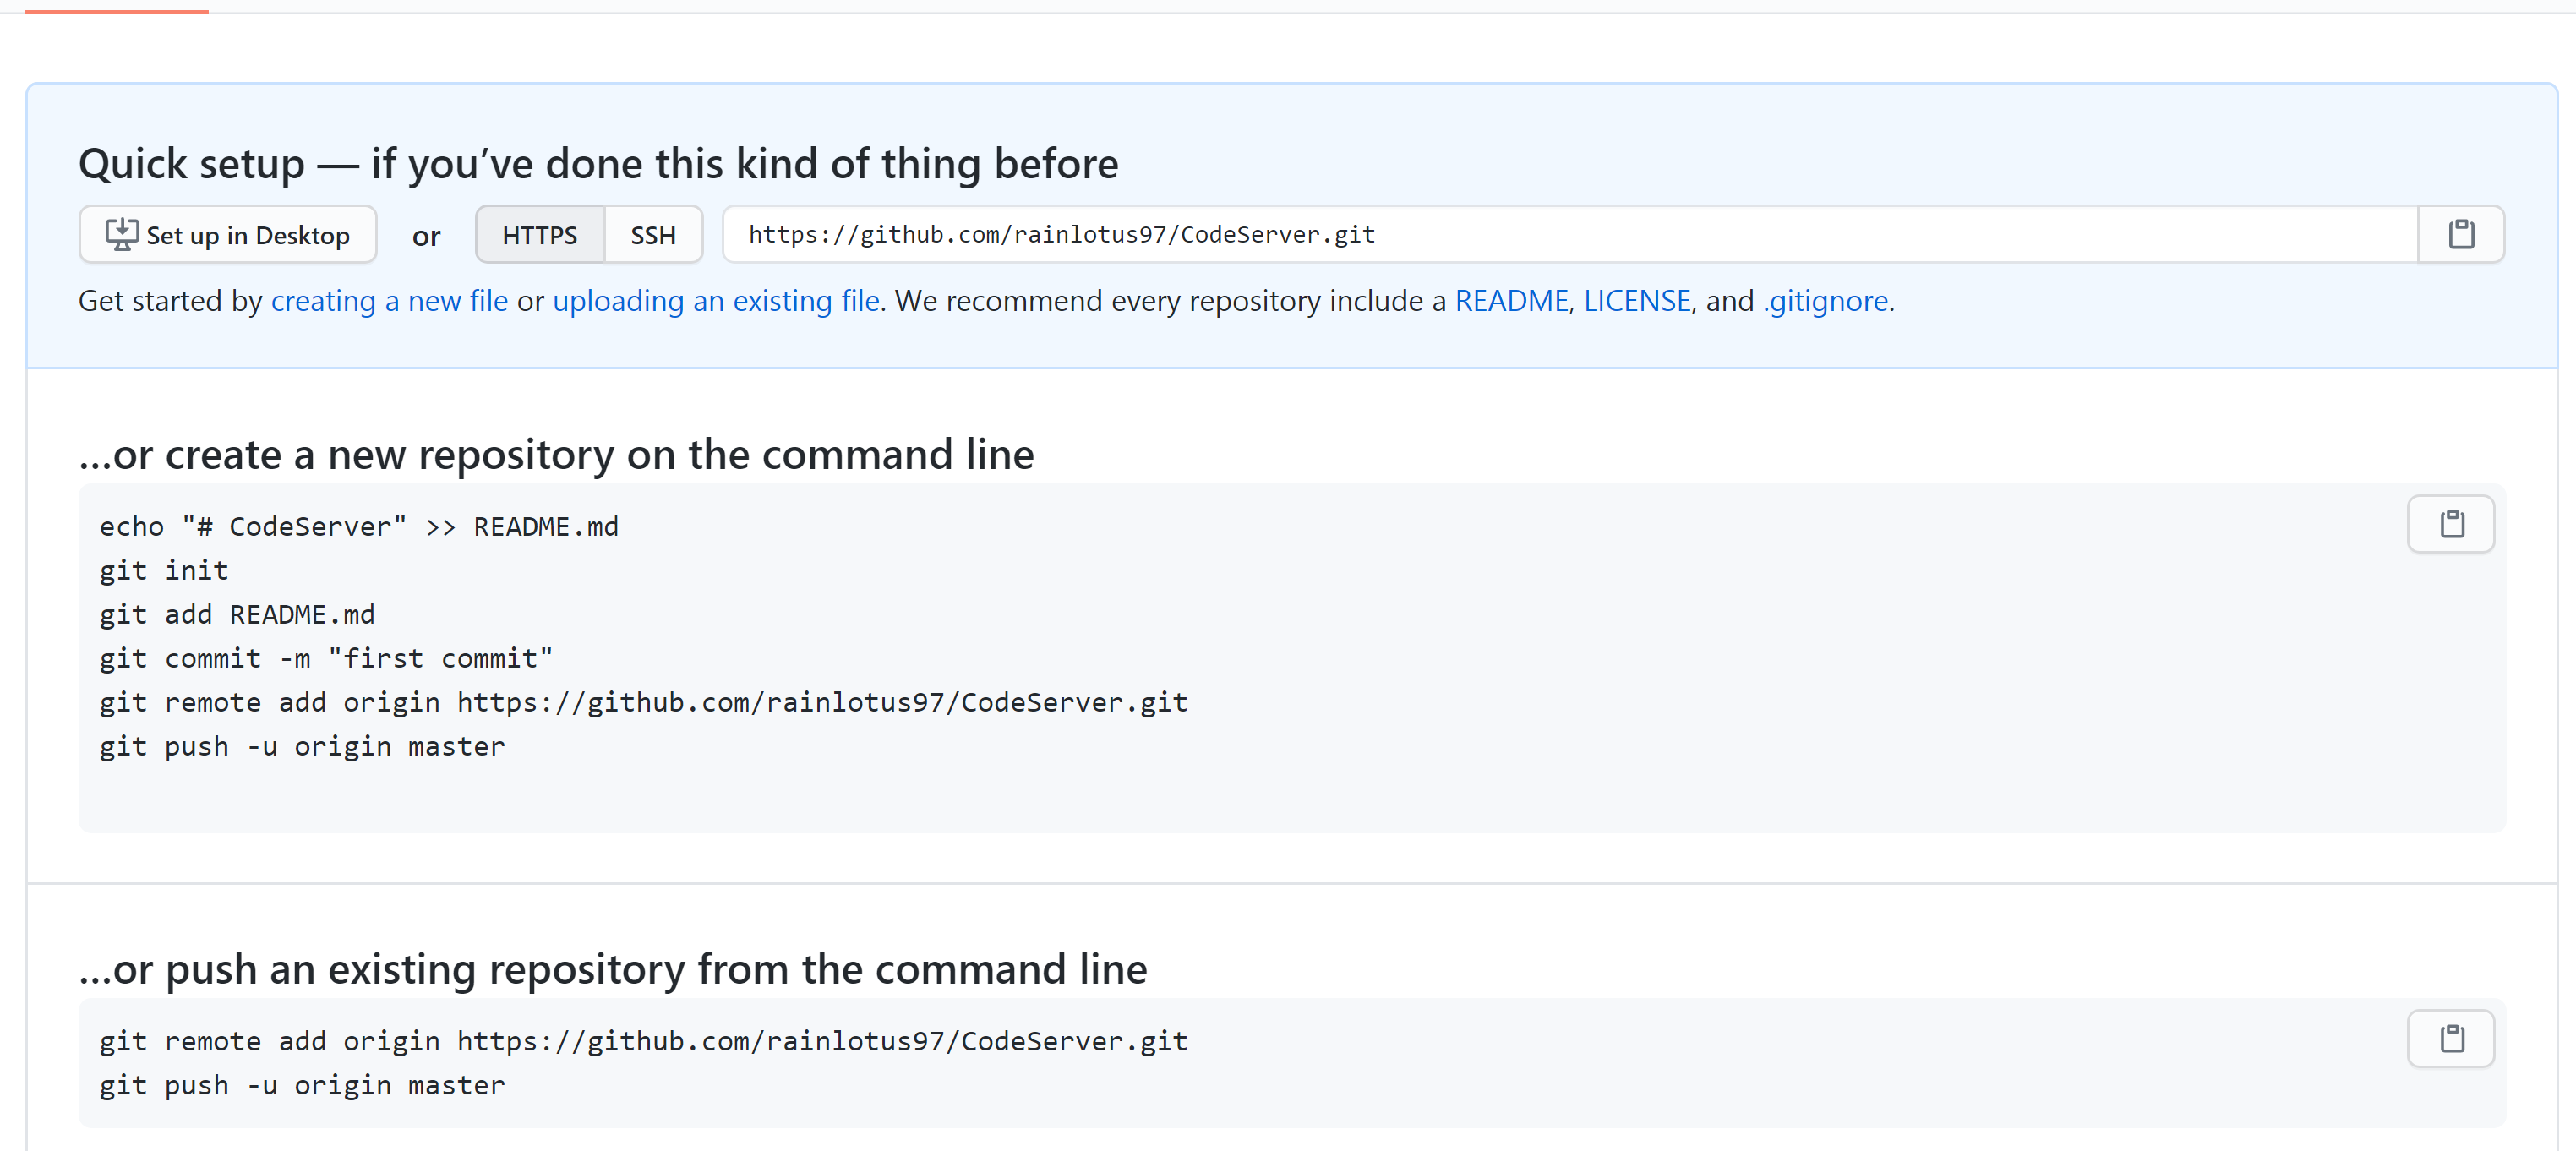 Quick setup — if you’ve done this kind of thing before
Set up in Desktop or HTTPS SSH https://github.com/rainlotus97/CodeServer.git
Get started by creating a new file or uploading an existing file. We recommend every repository include a README, LICENSE, and .gitignore.
…or create a new repository on the command line
echo "# CodeServer" >> README.md
git init
git add README.md
git commit -m "first commit"
git remote add origin https://github.com/rainlotus97/CodeServer.git
git push -u origin master
…or push an existing repository from the command line
git remote add origin https://github.com/rainlotus97/CodeServer.git
git push -u origin master